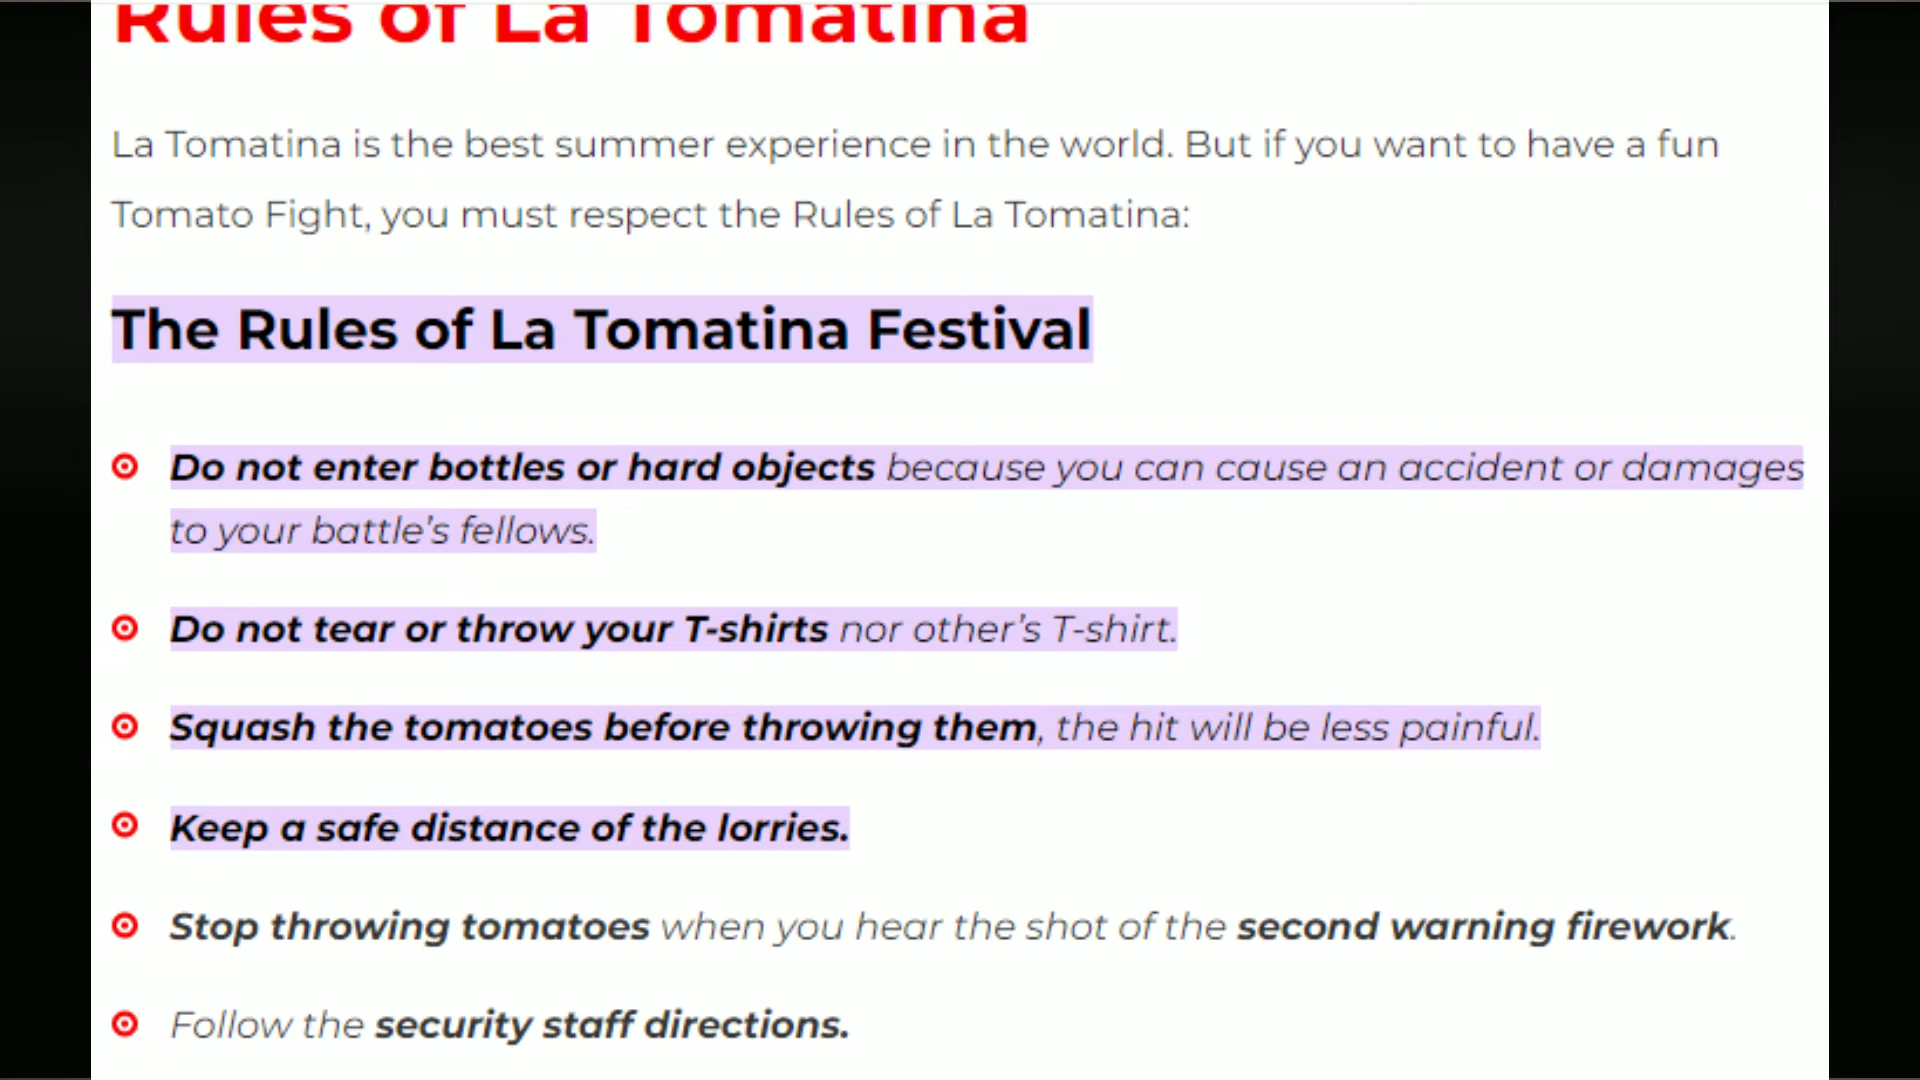 Rules of La Tomatina
La Tomatina is the best summer experience in the world. But if you want to have a fun
Tomato Fight, you must respect the Rules of La Tomatina:
The Rules of La Tomatina Festival
Do not enter bottles or hard objects because you can cause an accident or damages
to your battle’s fellows.
Do not tear or throw your T-shirts nor other’s T-shirt.
Squash the tomatoes before throwing them, the hit will be less painful.
Keep a safe distance of the lorries.
Stop throwing tomatoes when you hear the shot of the second warning firework.
Follow the security staff directions.